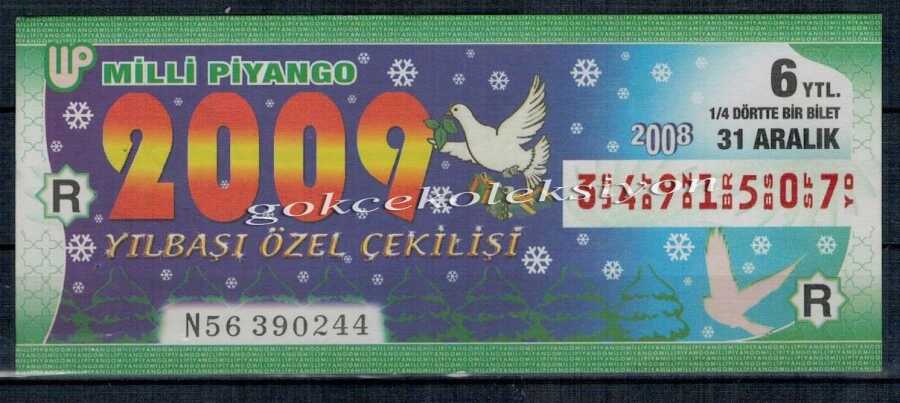 MİLLİ PİYANGO
2009
YILBAŞI ÖZEL ÇEKİLİŞİ
6 YTL.
1/4 DÖRTTE BİR BİLET
2008
31 ARALIK
3491507
R
R
N56 390244
gokcekoleksiyon